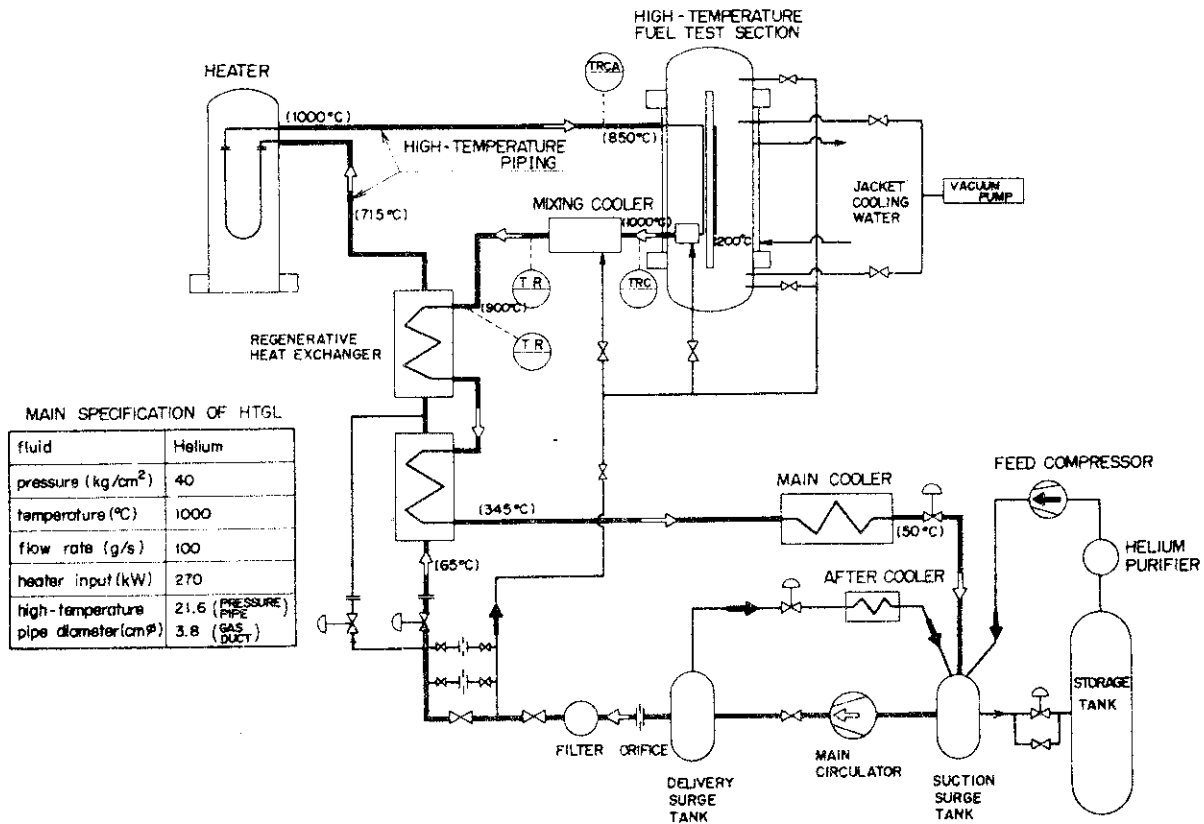 HIGH-TEMPERATURE
FUEL TEST SECTION
HEATER
TRCA
(1000°C)
(850°C)
HIGH-TEMPERATURE
PIPING
(715°C)
MIXING COOLER
(1000°C)
JACKET
COOLING
WATER
VACUUM
PUMP
1200°C
T R
TRC
(900°C)
T R
REGENERATIVE
HEAT EXCHANGER
MAIN SPECIFICATION OF HTGL
fluid Helium
pressure (kg/cm²) 40
temperature (°C) 1000
flow rate (g/s) 100
heater input (kW) 270
high-temperature 21.6 (PRESSURE PIPE)
pipe diameter (cmφ) 3.8 (GAS DUCT)
MAIN COOLER
FEED COMPRESSOR
(345°C)
(50°C)
HELIUM
PURIFIER
(65°C)
AFTER COOLER
STORAGE
TANK
FILTER
ORIFICE
MAIN
CIRCULATOR
DELIVERY
SURGE
TANK
SUCTION
SURGE
TANK